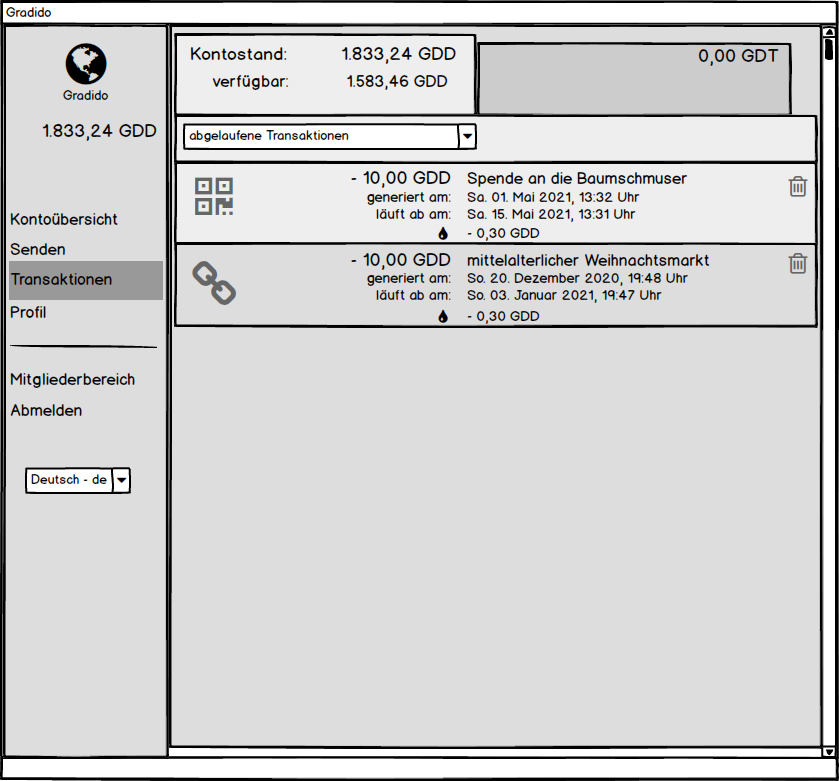 Gradido
Gradido
1.833,24 GDD
Kontoübersicht
Senden
Transaktionen
Profil
Mitgliederbereich
Abmelden
Deutsch - de
Kontostand: 1.833,24 GDD
verfügbar: 1.583,46 GDD
0,00 GDT
abgelaufene Transaktionen
- 10,00 GDD Spende an die Baumschmuser
generiert am: Sa. 01. Mai 2021, 13:32 Uhr
läuft ab am: Sa. 15. Mai 2021, 13:31 Uhr
- 0,30 GDD
- 10,00 GDD mittelalterlicher Weihnachtsmarkt
generiert am: So. 20. Dezember 2020, 19:48 Uhr
läuft ab am: So. 03. Januar 2021, 19:47 Uhr
- 0,30 GDD